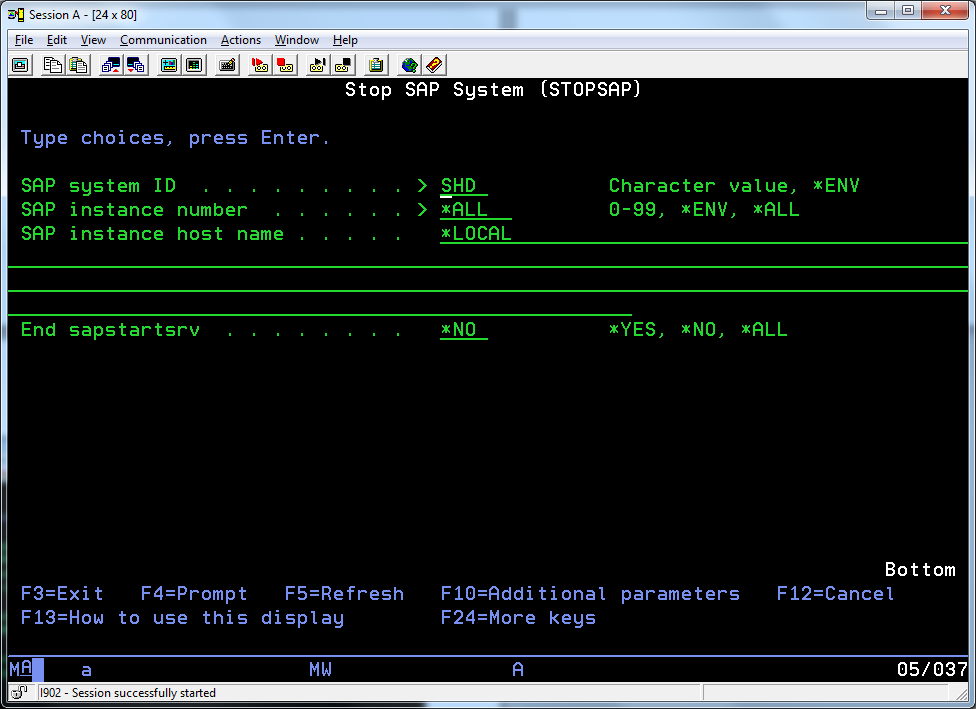 Session A - [24 x 80]
File Edit View Communication Actions Window Help
Stop SAP System (STOPSAP)
Type choices, press Enter.
SAP system ID . . . . . . . . . > SHD Character value, *ENV
SAP instance number . . . . . . > *ALL 0-99, *ENV, *ALL
SAP instance host name . . . . . *LOCAL
End sapstartsrv . . . . . . . . *NO *YES, *NO, *ALL
Bottom
F3=Exit F4=Prompt F5=Refresh F10=Additional parameters F12=Cancel
F13=How to use this display F24=More keys
MA a MW A 05/037
I902 - Session successfully started